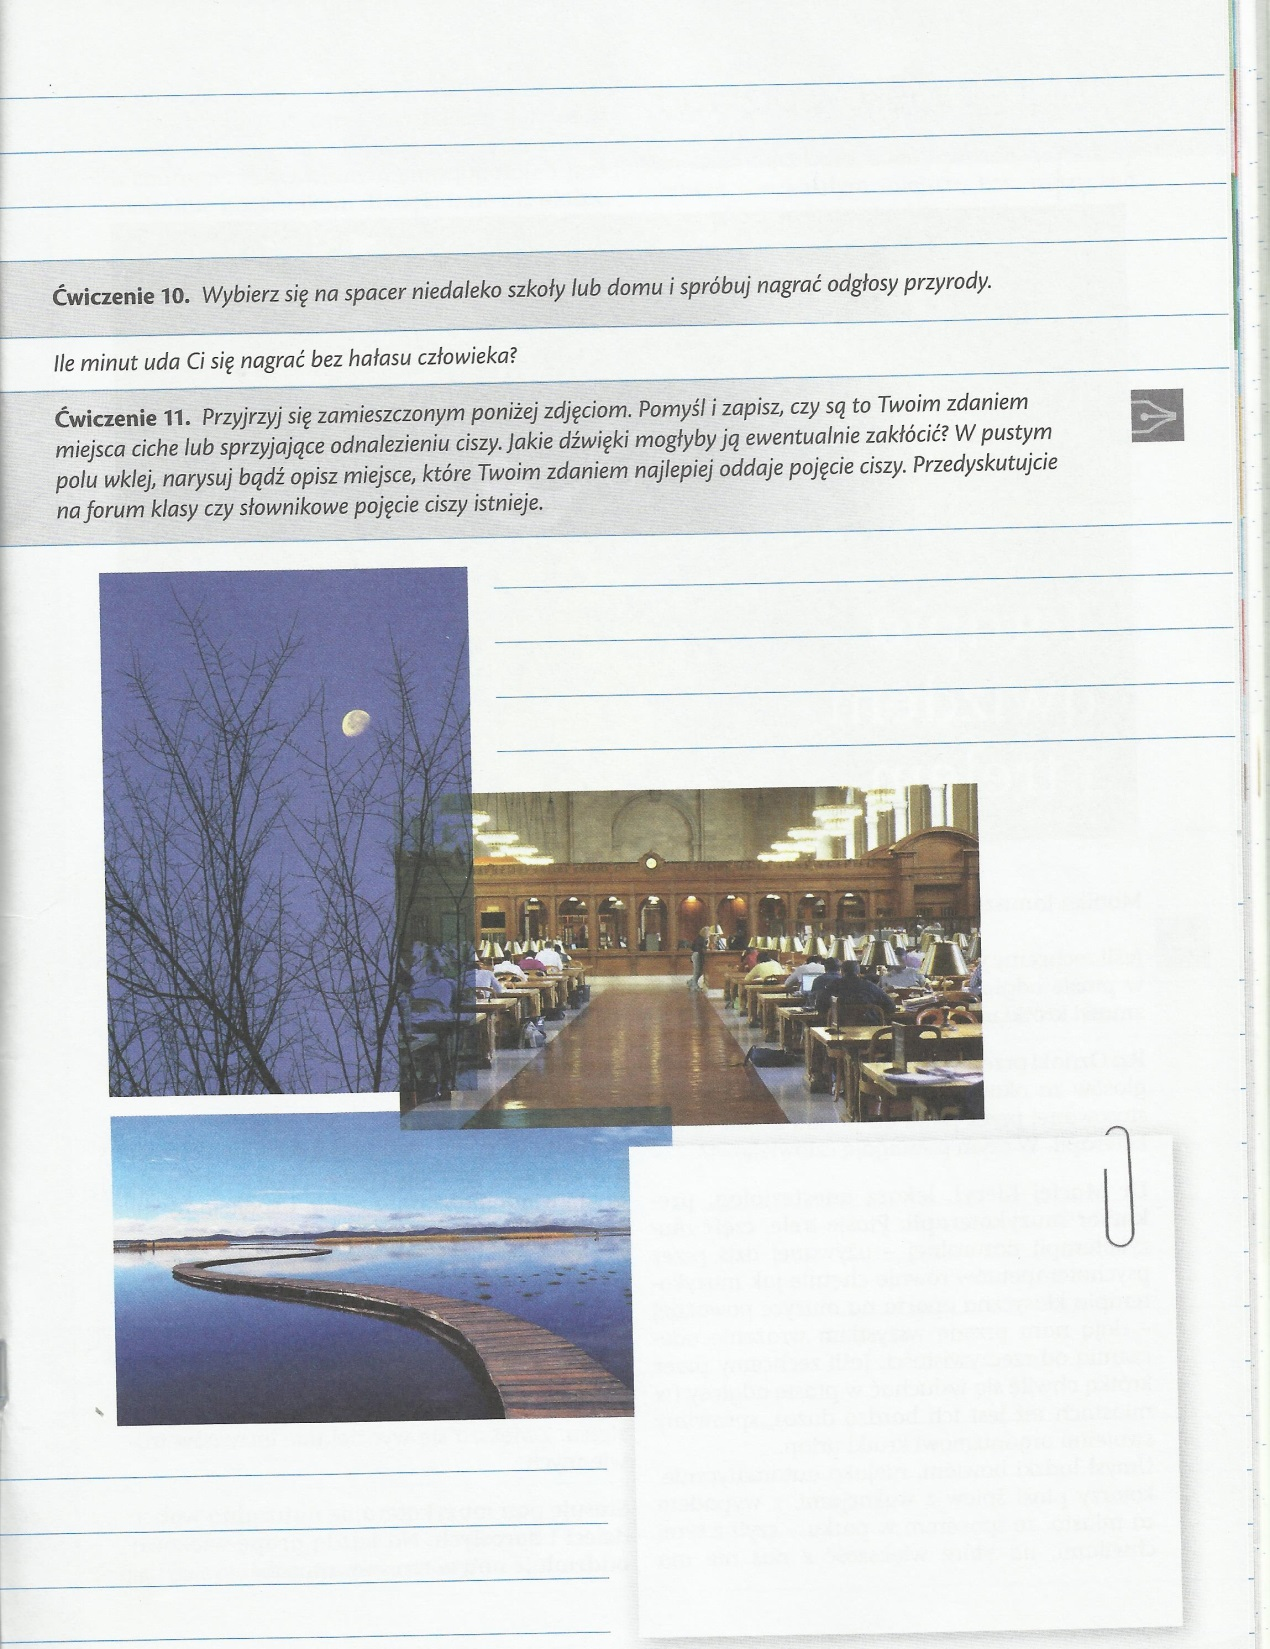 Ćwiczenie 10. Wybierz się na spacer niedaleko szkoły lub domu i spróbuj nagrać odgłosy przyrody.
Ile minut uda Ci się nagrać bez hałasu człowieka?
Ćwiczenie 11. Przyjrzyj się zamieszczonym poniżej zdjęciom. Pomyśl i zapisz, czy są to Twoim zdaniem
miejsca ciche lub sprzyjające odnalezieniu ciszy. Jakie dźwięki mogłyby ją ewentualnie zakłócić? W pustym
polu wklej, narysuj bądź opisz miejsce, które Twoim zdaniem najlepiej oddaje pojęcie ciszy. Przedyskutujcie
na forum klasy czy słownikowe pojęcie ciszy istnieje.